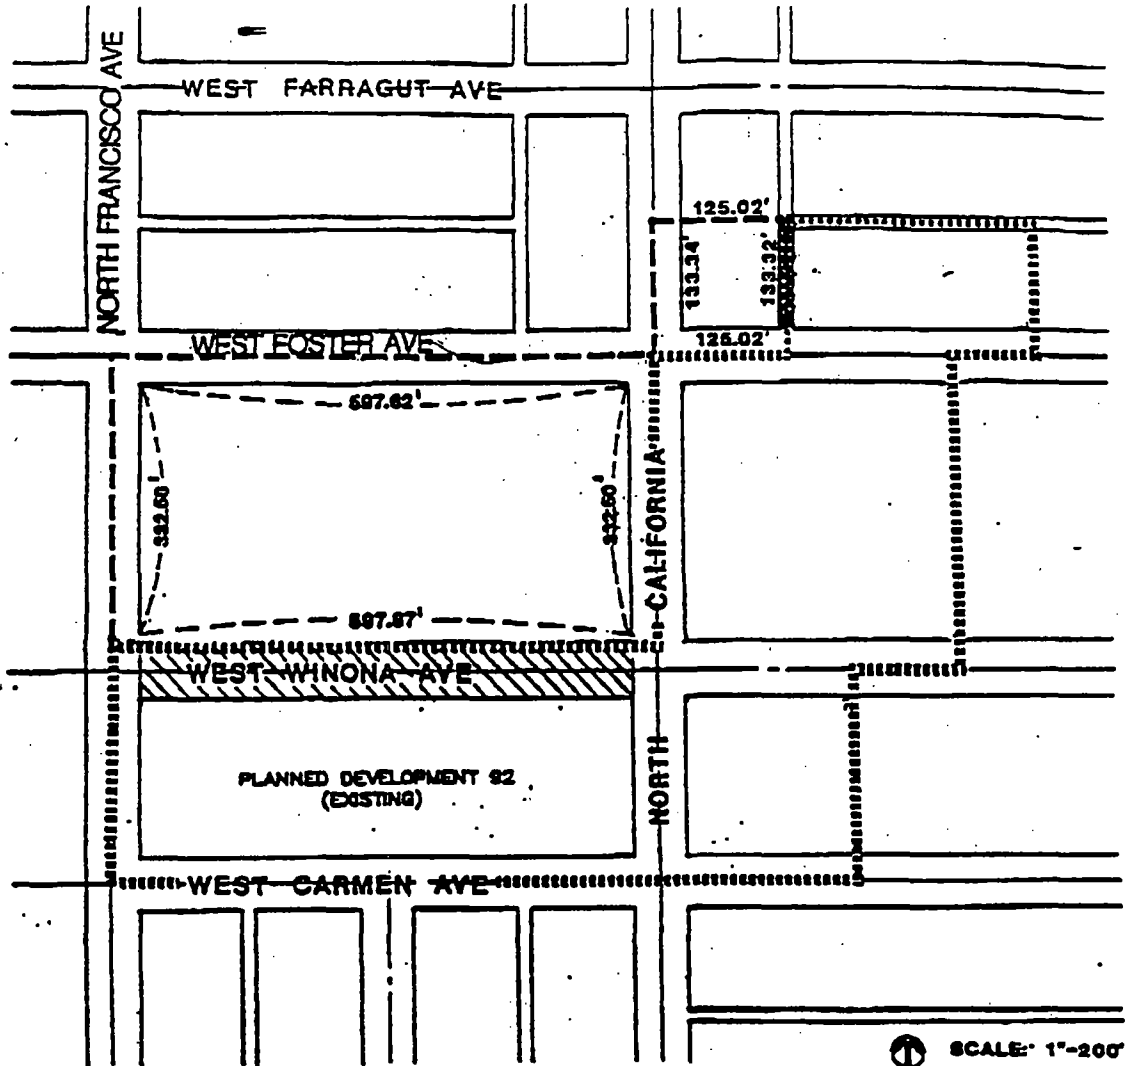 NORTH FRANCISCO AVE
WEST FARRAGUT AVE
125.02'
133.34'
133.32'
125.02'
WEST FOSTER AVE
597.62'
332.60'
332.60'
CALIFORNIA
597.87'
WEST WINONA AVE
NORTH
PLANNED DEVELOPMENT 92
(EXISTING)
WEST CARMEN AVE
SCALE: 1"-200'